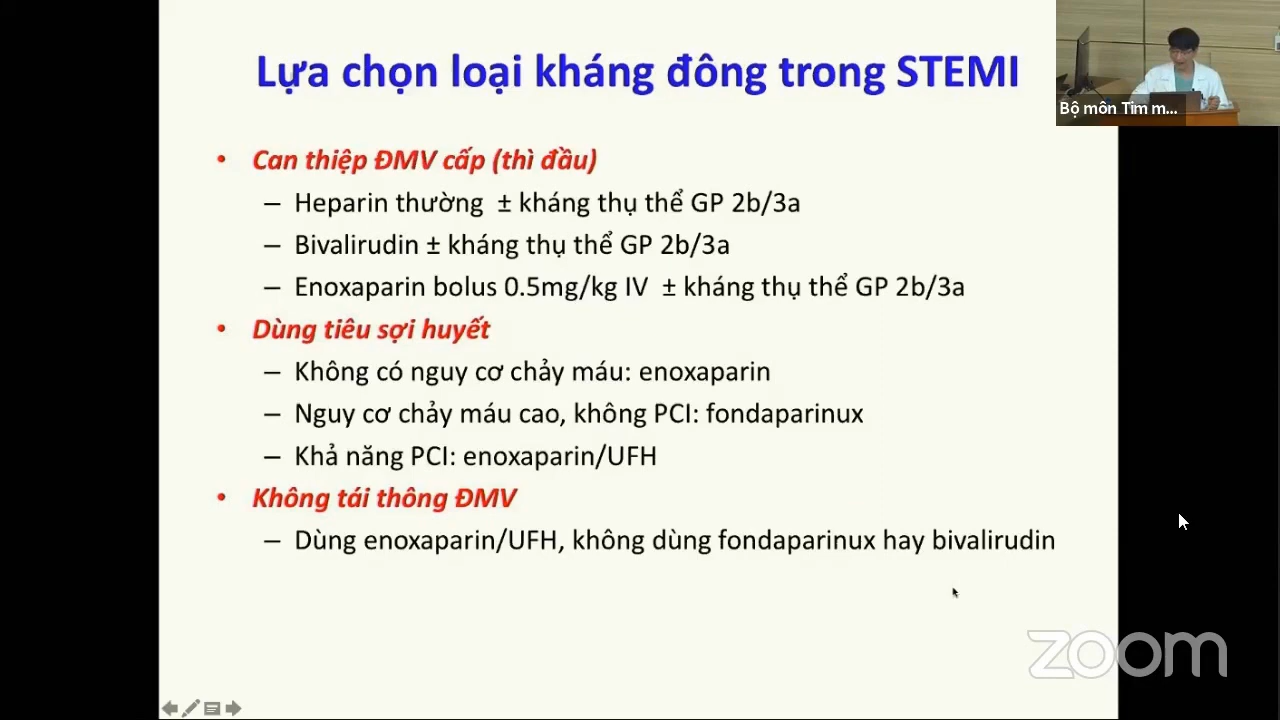 Lựa chọn loại kháng đông trong STEMI
Bộ môn Tim m...
• Can thiệp ĐMV cấp (thì đầu)
– Heparin thường ± kháng thụ thể GP 2b/3a
– Bivalirudin ± kháng thụ thể GP 2b/3a
– Enoxaparin bolus 0.5mg/kg IV ± kháng thụ thể GP 2b/3a
• Dùng tiêu sợi huyết
– Không có nguy cơ chảy máu: enoxaparin
– Nguy cơ chảy máu cao, không PCI: fondaparinux
– Khả năng PCI: enoxaparin/UFH
• Không tái thông ĐMV
– Dùng enoxaparin/UFH, không dùng fondaparinux hay bivalirudin
zoom